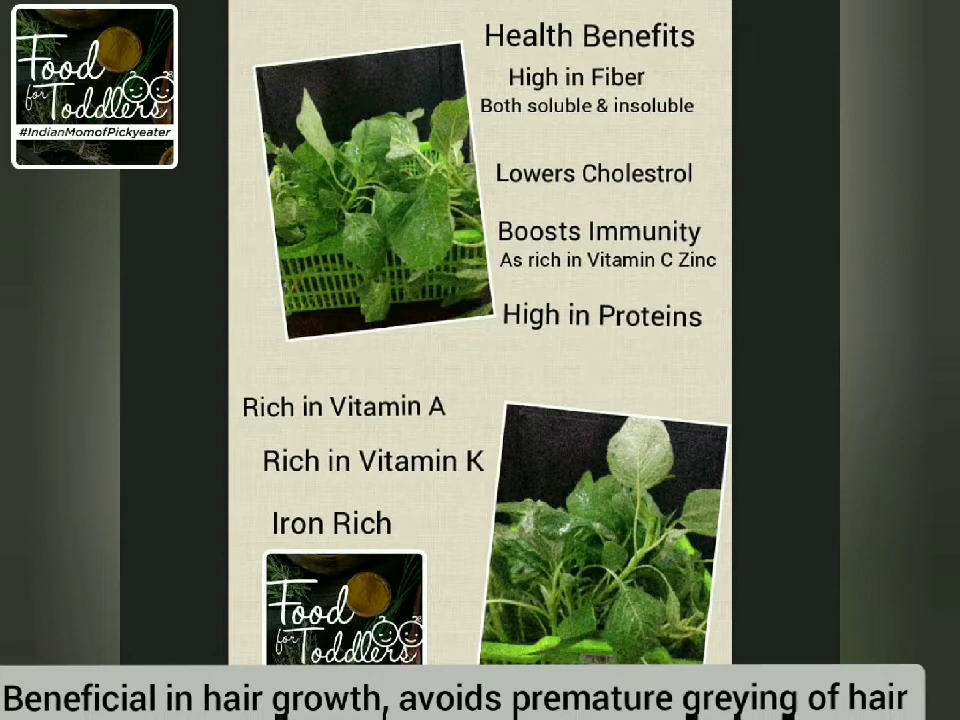 Food
for
Toddlers
#IndianMomofPickyeater
Health Benefits
High in Fiber
Both soluble & insoluble
Lowers Cholestrol
Boosts Immunity
As rich in Vitamin C Zinc
High in Proteins
Rich in Vitamin A
Rich in Vitamin K
Iron Rich
Food
for
Toddlers
Beneficial in hair growth, avoids premature greying of hair